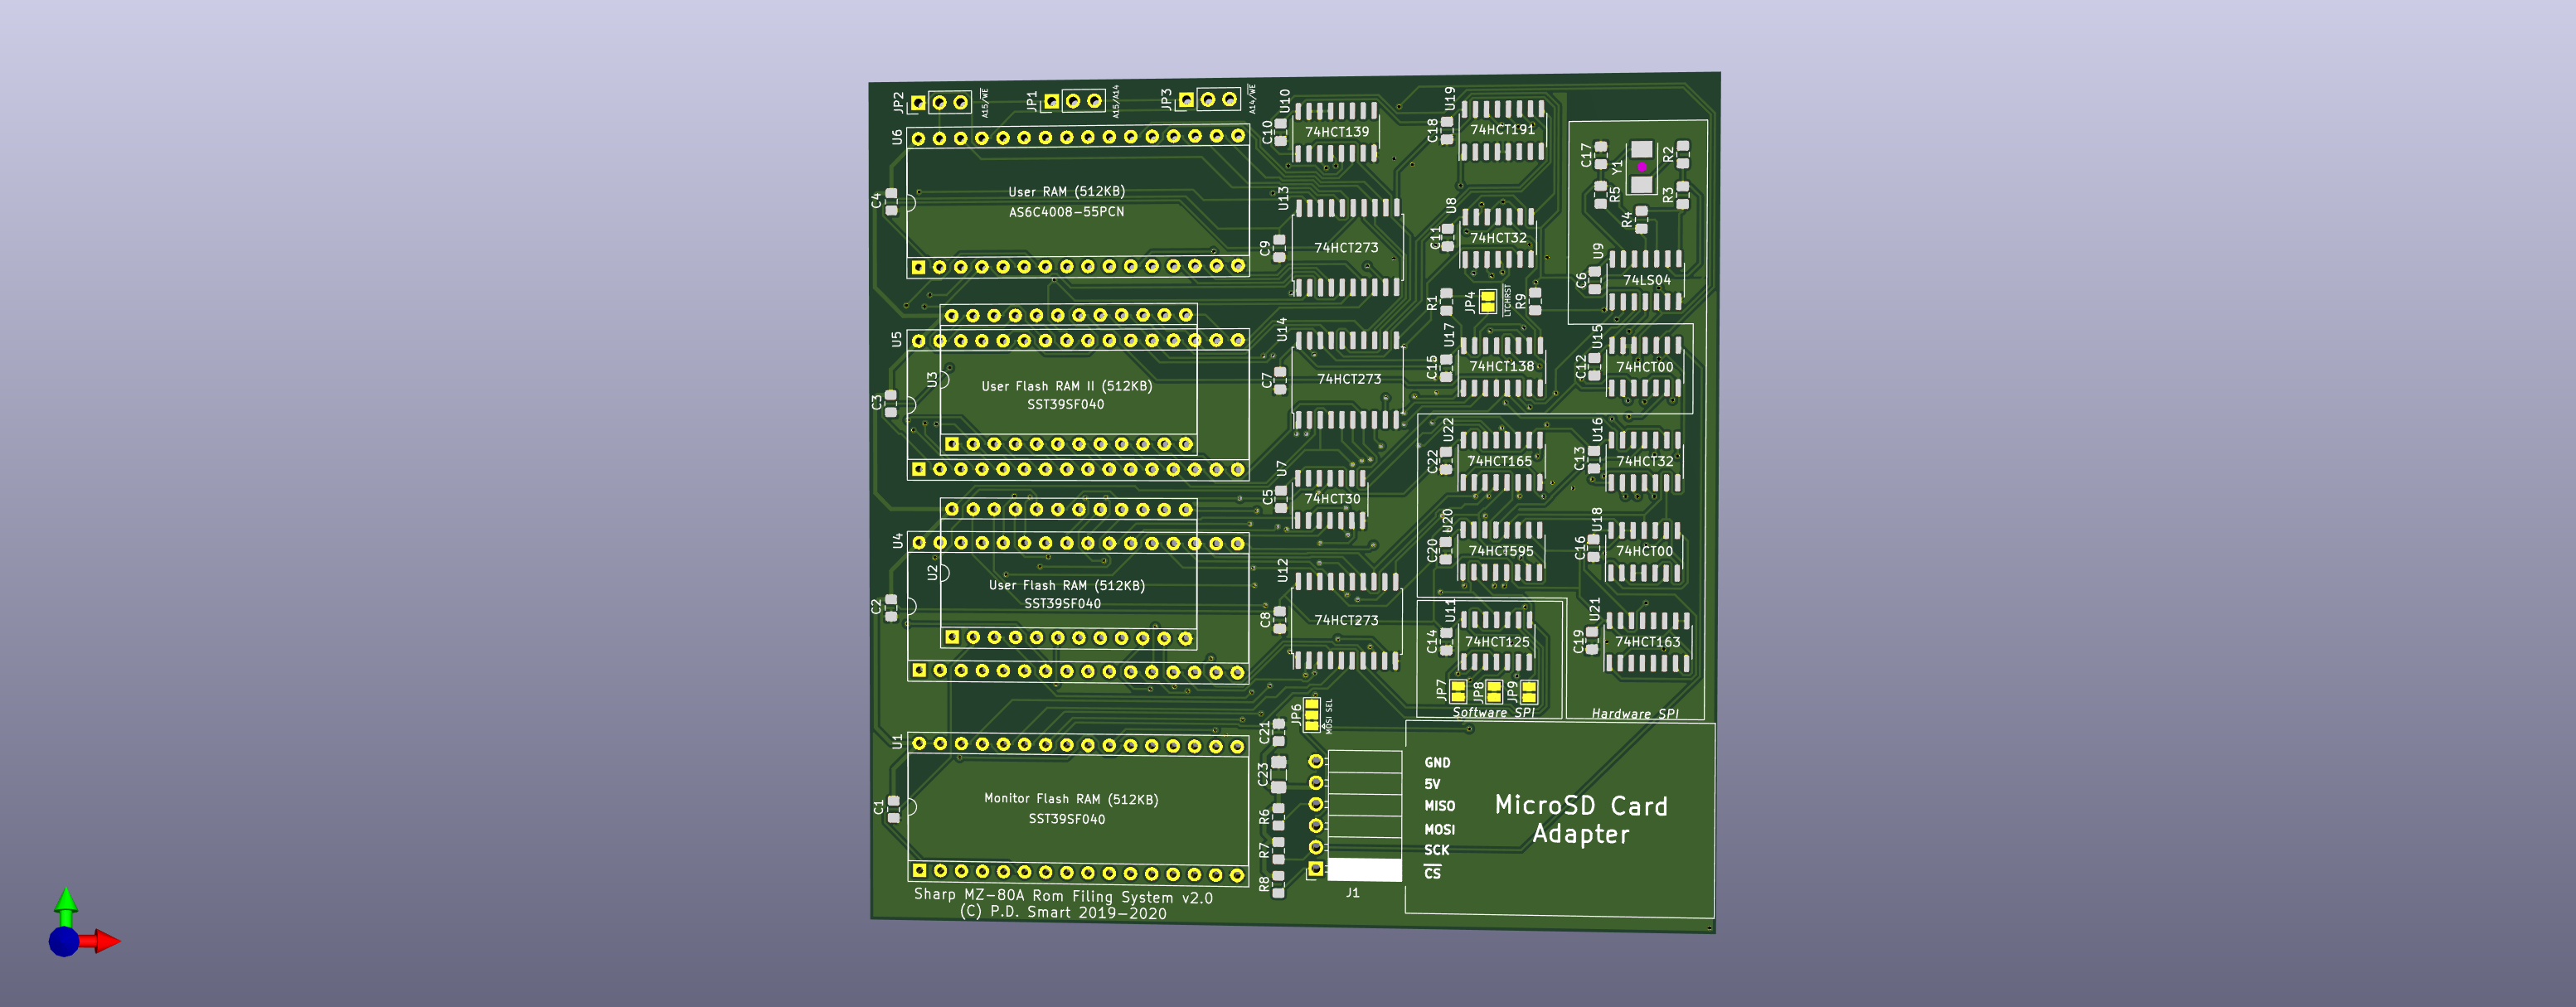 JP2
A15/WE
JP1
A15/A14
JP3
A14/WE
U6
C4
User RAM (512KB)
AS6C4008-55PCN
U5
U3
C3
User Flash RAM II (512KB)
SST39SF040
U4
U2
C2
User Flash RAM (512KB)
SST39SF040
U1
C1
Monitor Flash RAM (512KB)
SST39SF040
Sharp MZ-80A Rom Filing System v2.0
(C) P.D. Smart 2019-2020
U10
C10
74HCT139
U13
C9
74HCT273
U14
C7
74HCT273
U7
C5
74HCT30
U12
C8
74HCT273
JP6
MOSI SEL
C21
C23
R6
R7
R8
J1
U19
C18
74HCT191
U8
C11
74HCT32
R1
JP4
LTCHRST
R9
U17
C15
74HCT138
U22
C22
74HCT165
U20
C20
74HCT595
U11
C14
74HCT125
JP7
JP8
JP9
Software SPI
C17
Y1
R2
R5
R3
R4
U9
C6
74LS04
U15
C12
74HCT00
U16
C13
74HCT32
U18
C16
74HCT00
U21
C19
74HCT163
Hardware SPI
GND
5V
MISO
MOSI
SCK
CS
MicroSD Card
Adapter